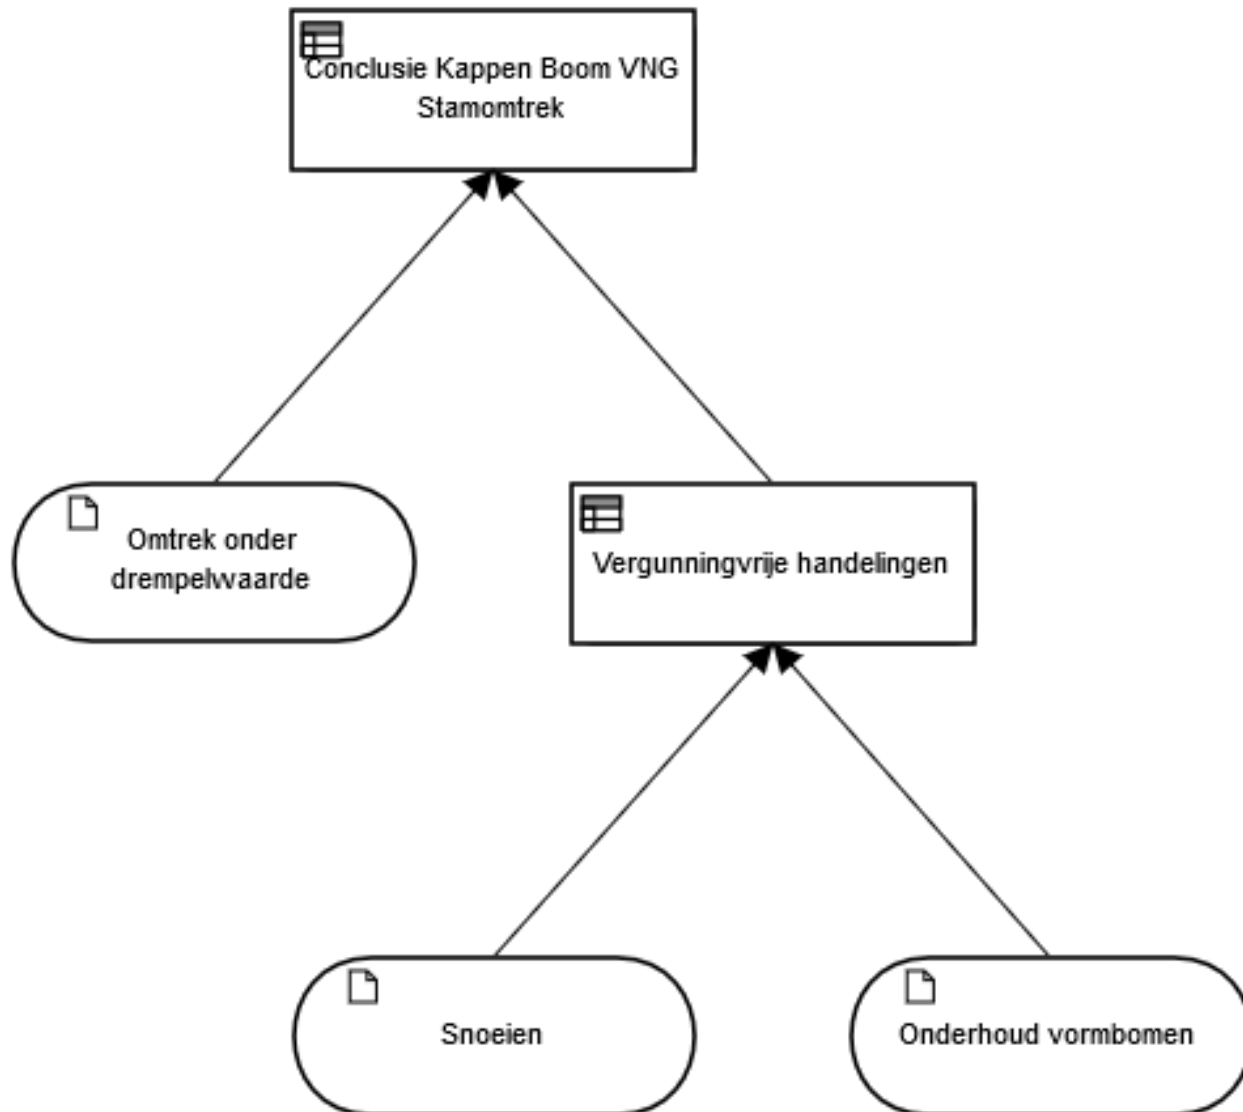 Conclusie Kappen Boom VNG
Stamomtrek
Omtrek onder
drempelwaarde
Vergunningvrije handelingen
Snoeien
Onderhoud vormbomen